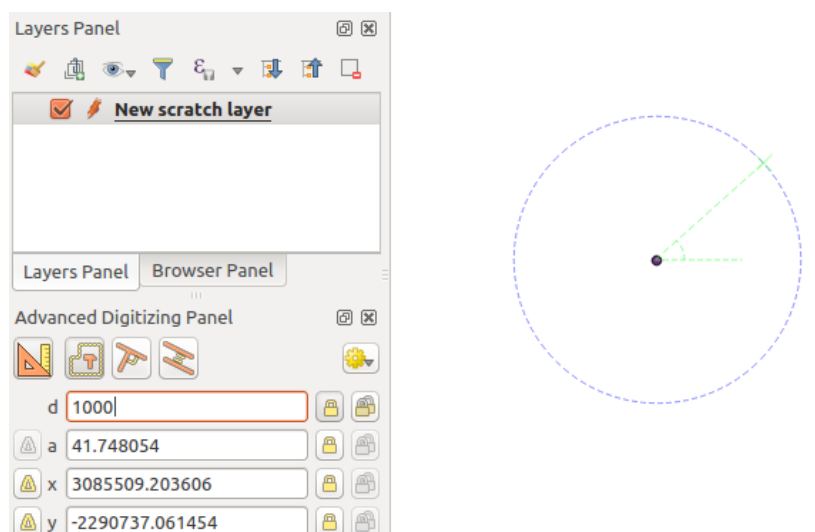 Layers Panel
New scratch layer
Layers Panel Browser Panel
Advanced Digitizing Panel
d 1000
a 41.748054
x 3085509.203606
y -2290737.061454